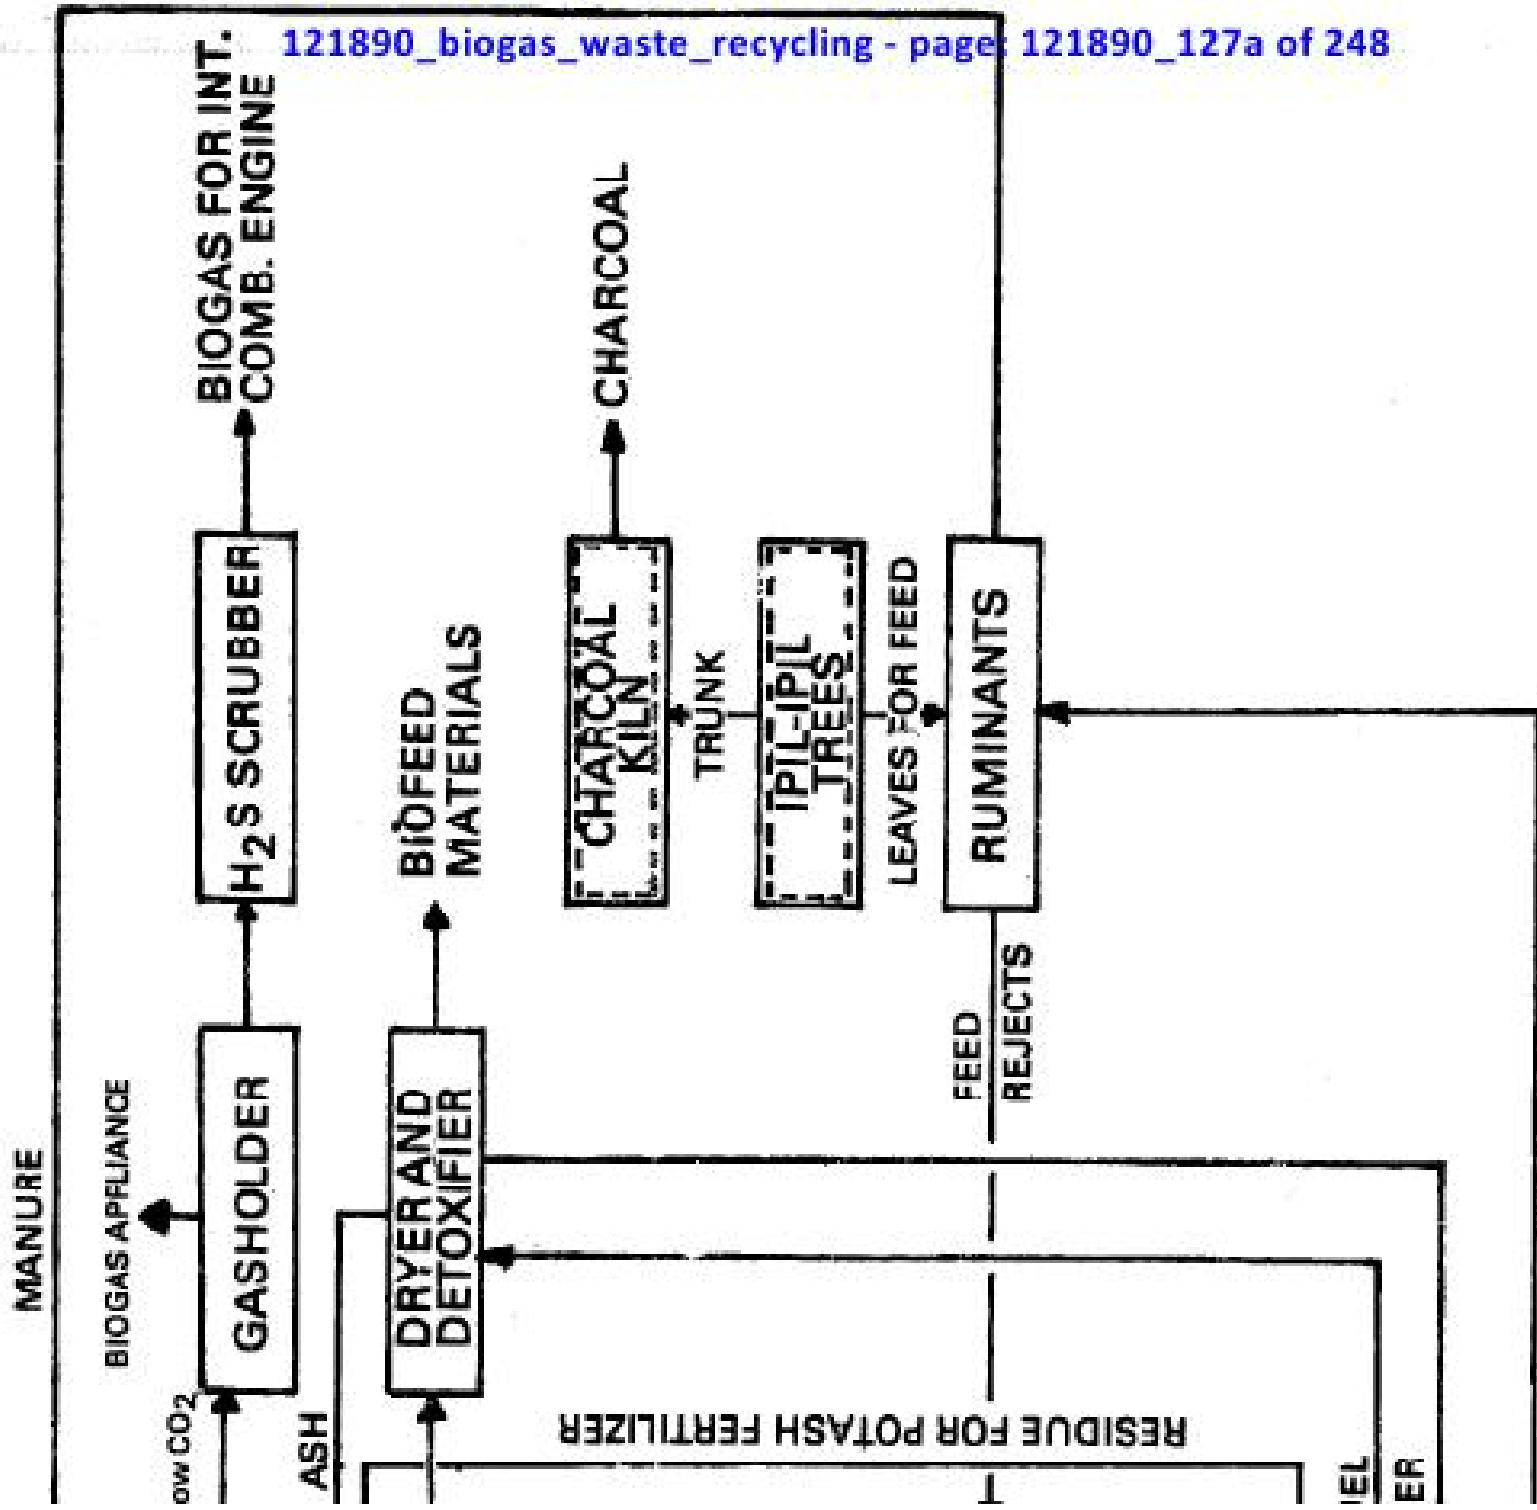 121890_biogas_waste_recycling - page: 121890_127a of 248
MANURE
BIOGAS APPLIANCE
BIOGAS FOR INT.
COMB. ENGINE
H2S SCRUBBER
GASHOLDER
CO2
ASH
BIOFEED
MATERIALS
DRYER AND
DETOXIFIER
CHARCOAL
CHARCOAL
KILN
TRUNK
IPIL-IPIL
TREES
LEAVES FOR FEED
RUMINANTS
FEED
REJECTS
RESIDUE FOR POTASH FERTILIZER